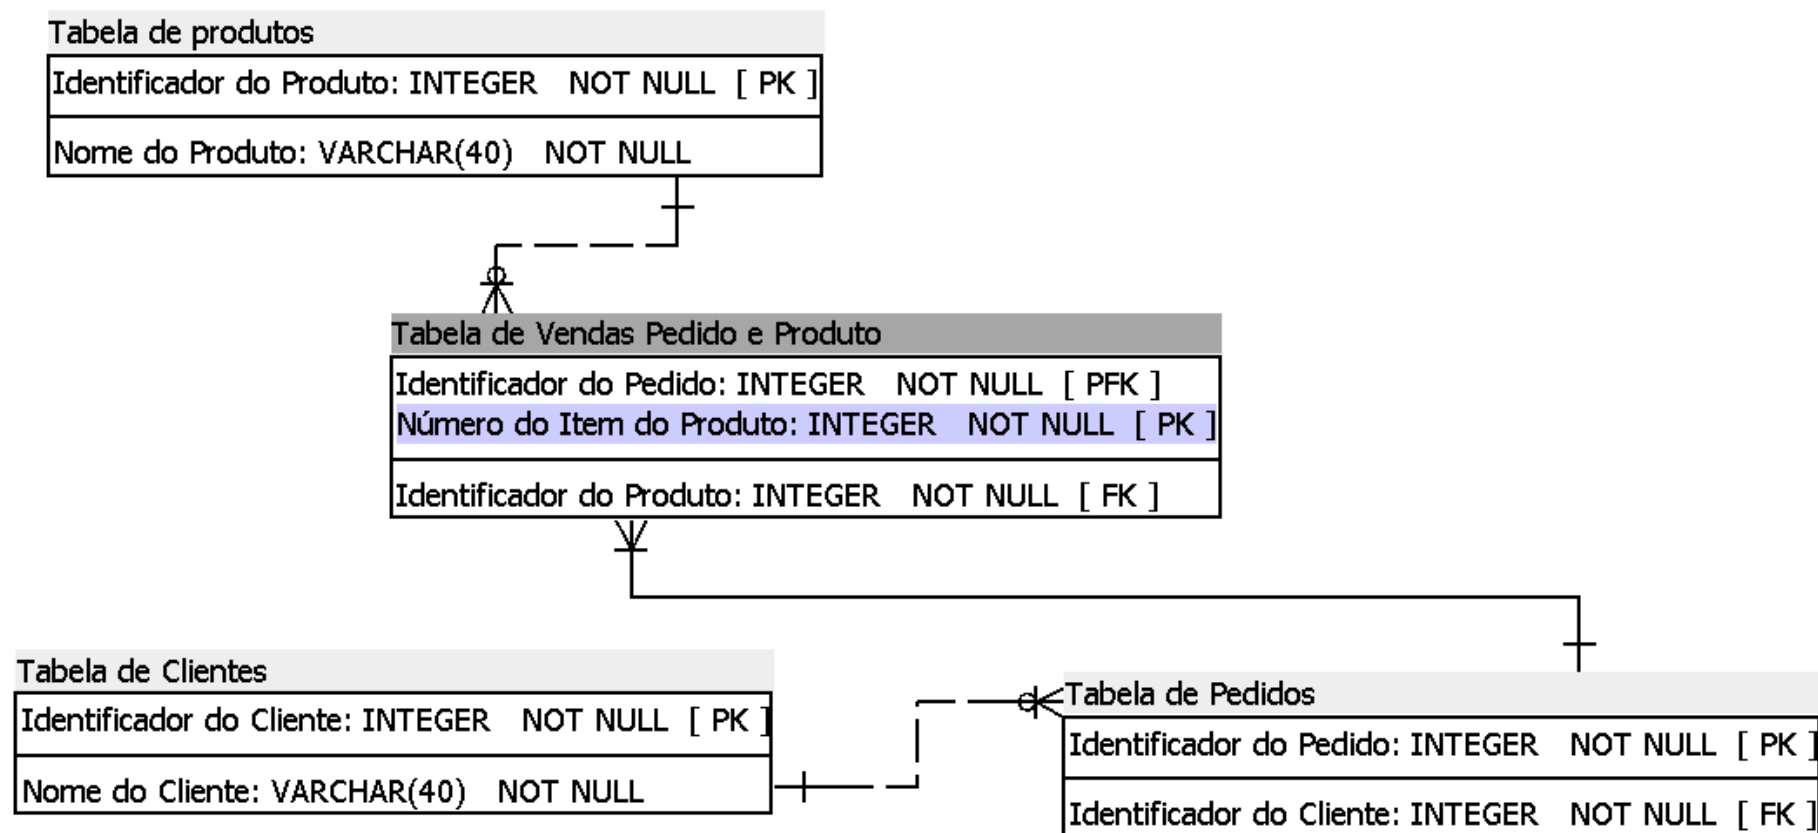 Tabela de produtos
Identificador do Produto: INTEGER NOT NULL [ PK ]
Nome do Produto: VARCHAR(40) NOT NULL
Tabela de Vendas Pedido e Produto
Identificador do Pedido: INTEGER NOT NULL [ PFK ]
Número do Item do Produto: INTEGER NOT NULL [ PK ]
Identificador do Produto: INTEGER NOT NULL [ FK ]
Tabela de Clientes
Identificador do Cliente: INTEGER NOT NULL [ PK ]
Nome do Cliente: VARCHAR(40) NOT NULL
Tabela de Pedidos
Identificador do Pedido: INTEGER NOT NULL [ PK ]
Identificador do Cliente: INTEGER NOT NULL [ FK ]